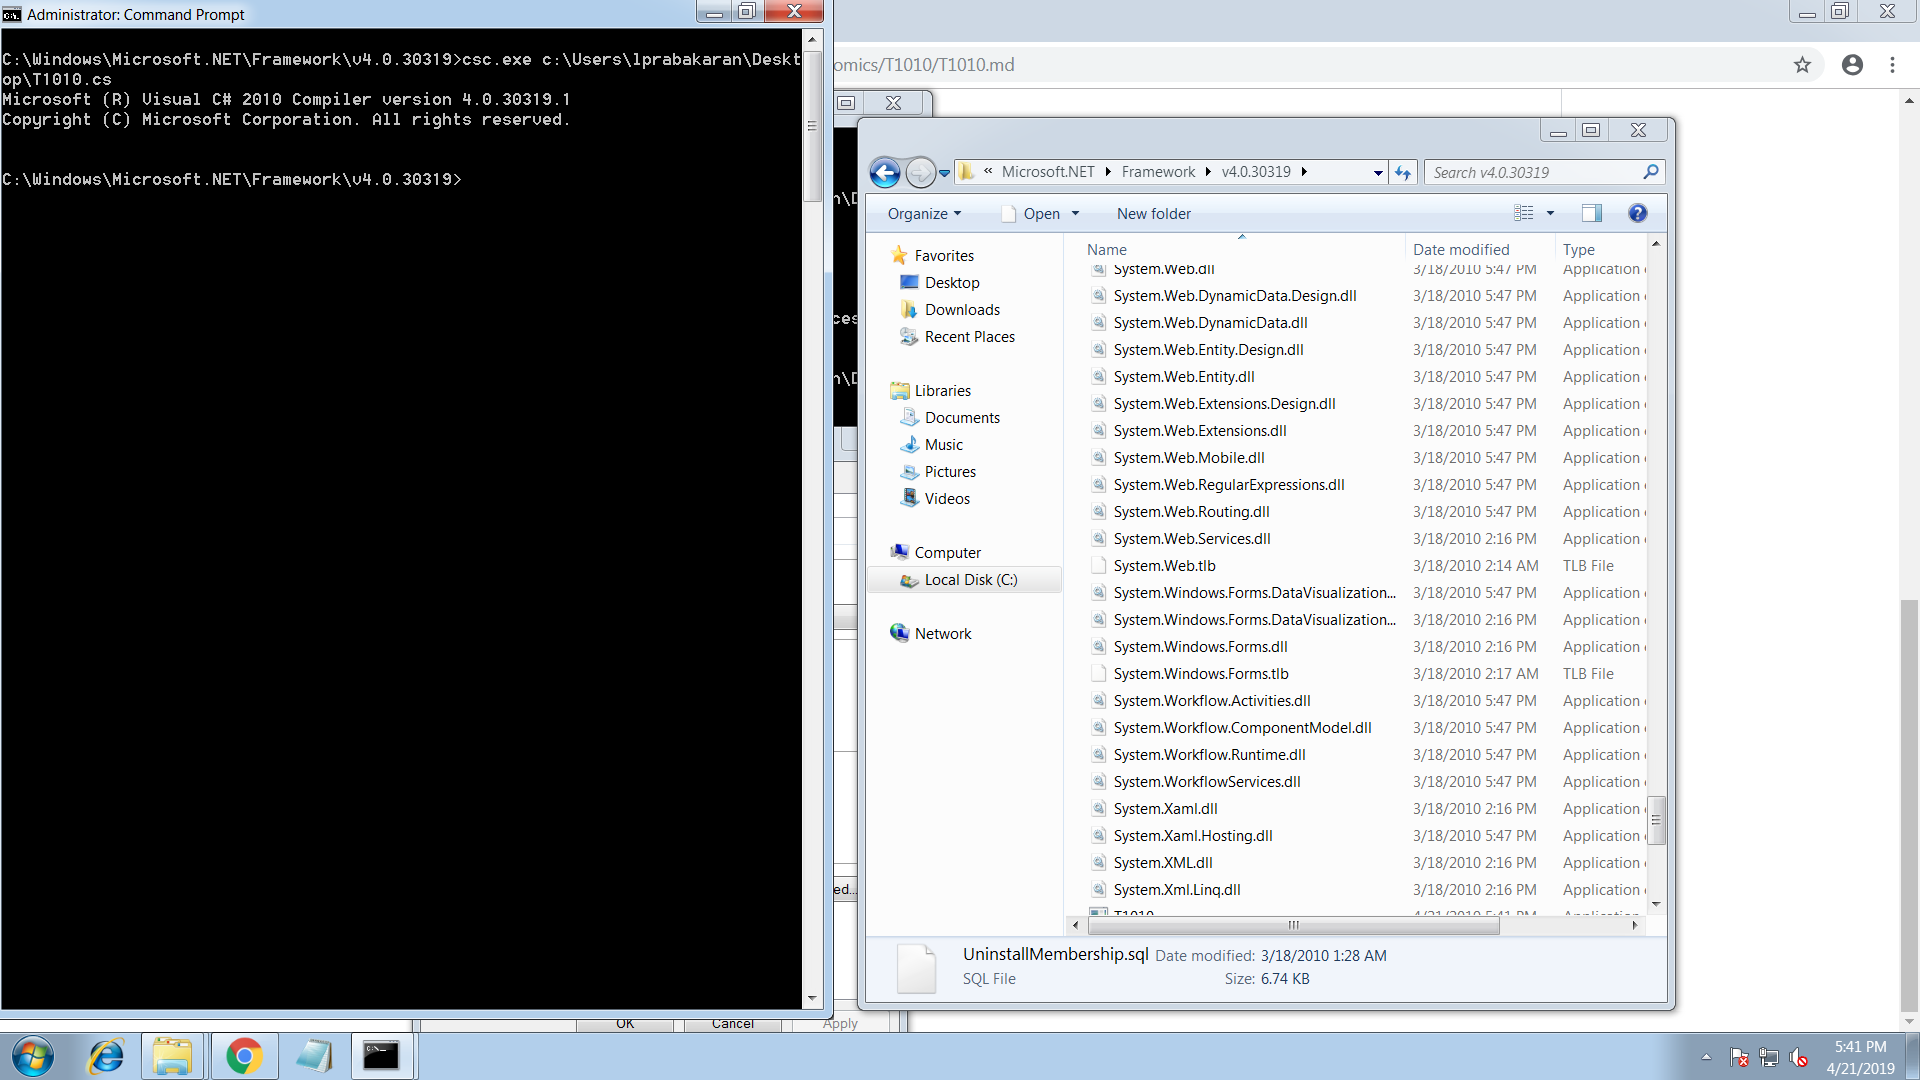 Administrator: Command Prompt
C:\Windows\Microsoft.NET\Framework\v4.0.30319>csc.exe c:\Users\lprabakaran\Deskt
op\T1010.cs
Microsoft (R) Visual C# 2010 Compiler version 4.0.30319.1
Copyright (C) Microsoft Corporation. All rights reserved.
C:\Windows\Microsoft.NET\Framework\v4.0.30319>
omics/T1010/T1010.md
« Microsoft.NET Framework v4.0.30319
Search v4.0.30319
Organize Open New folder
Favorites
Desktop
Downloads
Recent Places
Libraries
Documents
Music
Pictures
Videos
Computer
Local Disk (C:)
Network
Name Date modified Type
System.Web.dll 3/18/2010 5:47 PM Application
System.Web.DynamicData.Design.dll 3/18/2010 5:47 PM Application
System.Web.DynamicData.dll 3/18/2010 5:47 PM Application
System.Web.Entity.Design.dll 3/18/2010 5:47 PM Application
System.Web.Entity.dll 3/18/2010 5:47 PM Application
System.Web.Extensions.Design.dll 3/18/2010 5:47 PM Application
System.Web.Extensions.dll 3/18/2010 5:47 PM Application
System.Web.Mobile.dll 3/18/2010 5:47 PM Application
System.Web.RegularExpressions.dll 3/18/2010 5:47 PM Application
System.Web.Routing.dll 3/18/2010 5:47 PM Application
System.Web.Services.dll 3/18/2010 2:16 PM Application
System.Web.tlb 3/18/2010 2:14 AM TLB File
System.Windows.Forms.DataVisualization... 3/18/2010 5:47 PM Application
System.Windows.Forms.DataVisualization... 3/18/2010 2:16 PM Application
System.Windows.Forms.dll 3/18/2010 2:16 PM Application
System.Windows.Forms.tlb 3/18/2010 2:17 AM TLB File
System.Workflow.Activities.dll 3/18/2010 5:47 PM Application
System.Workflow.ComponentModel.dll 3/18/2010 5:47 PM Application
System.Workflow.Runtime.dll 3/18/2010 5:47 PM Application
System.WorkflowServices.dll 3/18/2010 5:47 PM Application
System.Xaml.dll 3/18/2010 2:16 PM Application
System.Xaml.Hosting.dll 3/18/2010 5:47 PM Application
System.XML.dll 3/18/2010 2:16 PM Application
System.Xml.Linq.dll 3/18/2010 2:16 PM Application
T1010 4/21/2019 5:41 PM Application
UninstallMembership.sql Date modified: 3/18/2010 1:28 AM
SQL File Size: 6.74 KB
ed...
OK Cancel Apply
5:41 PM
4/21/2019